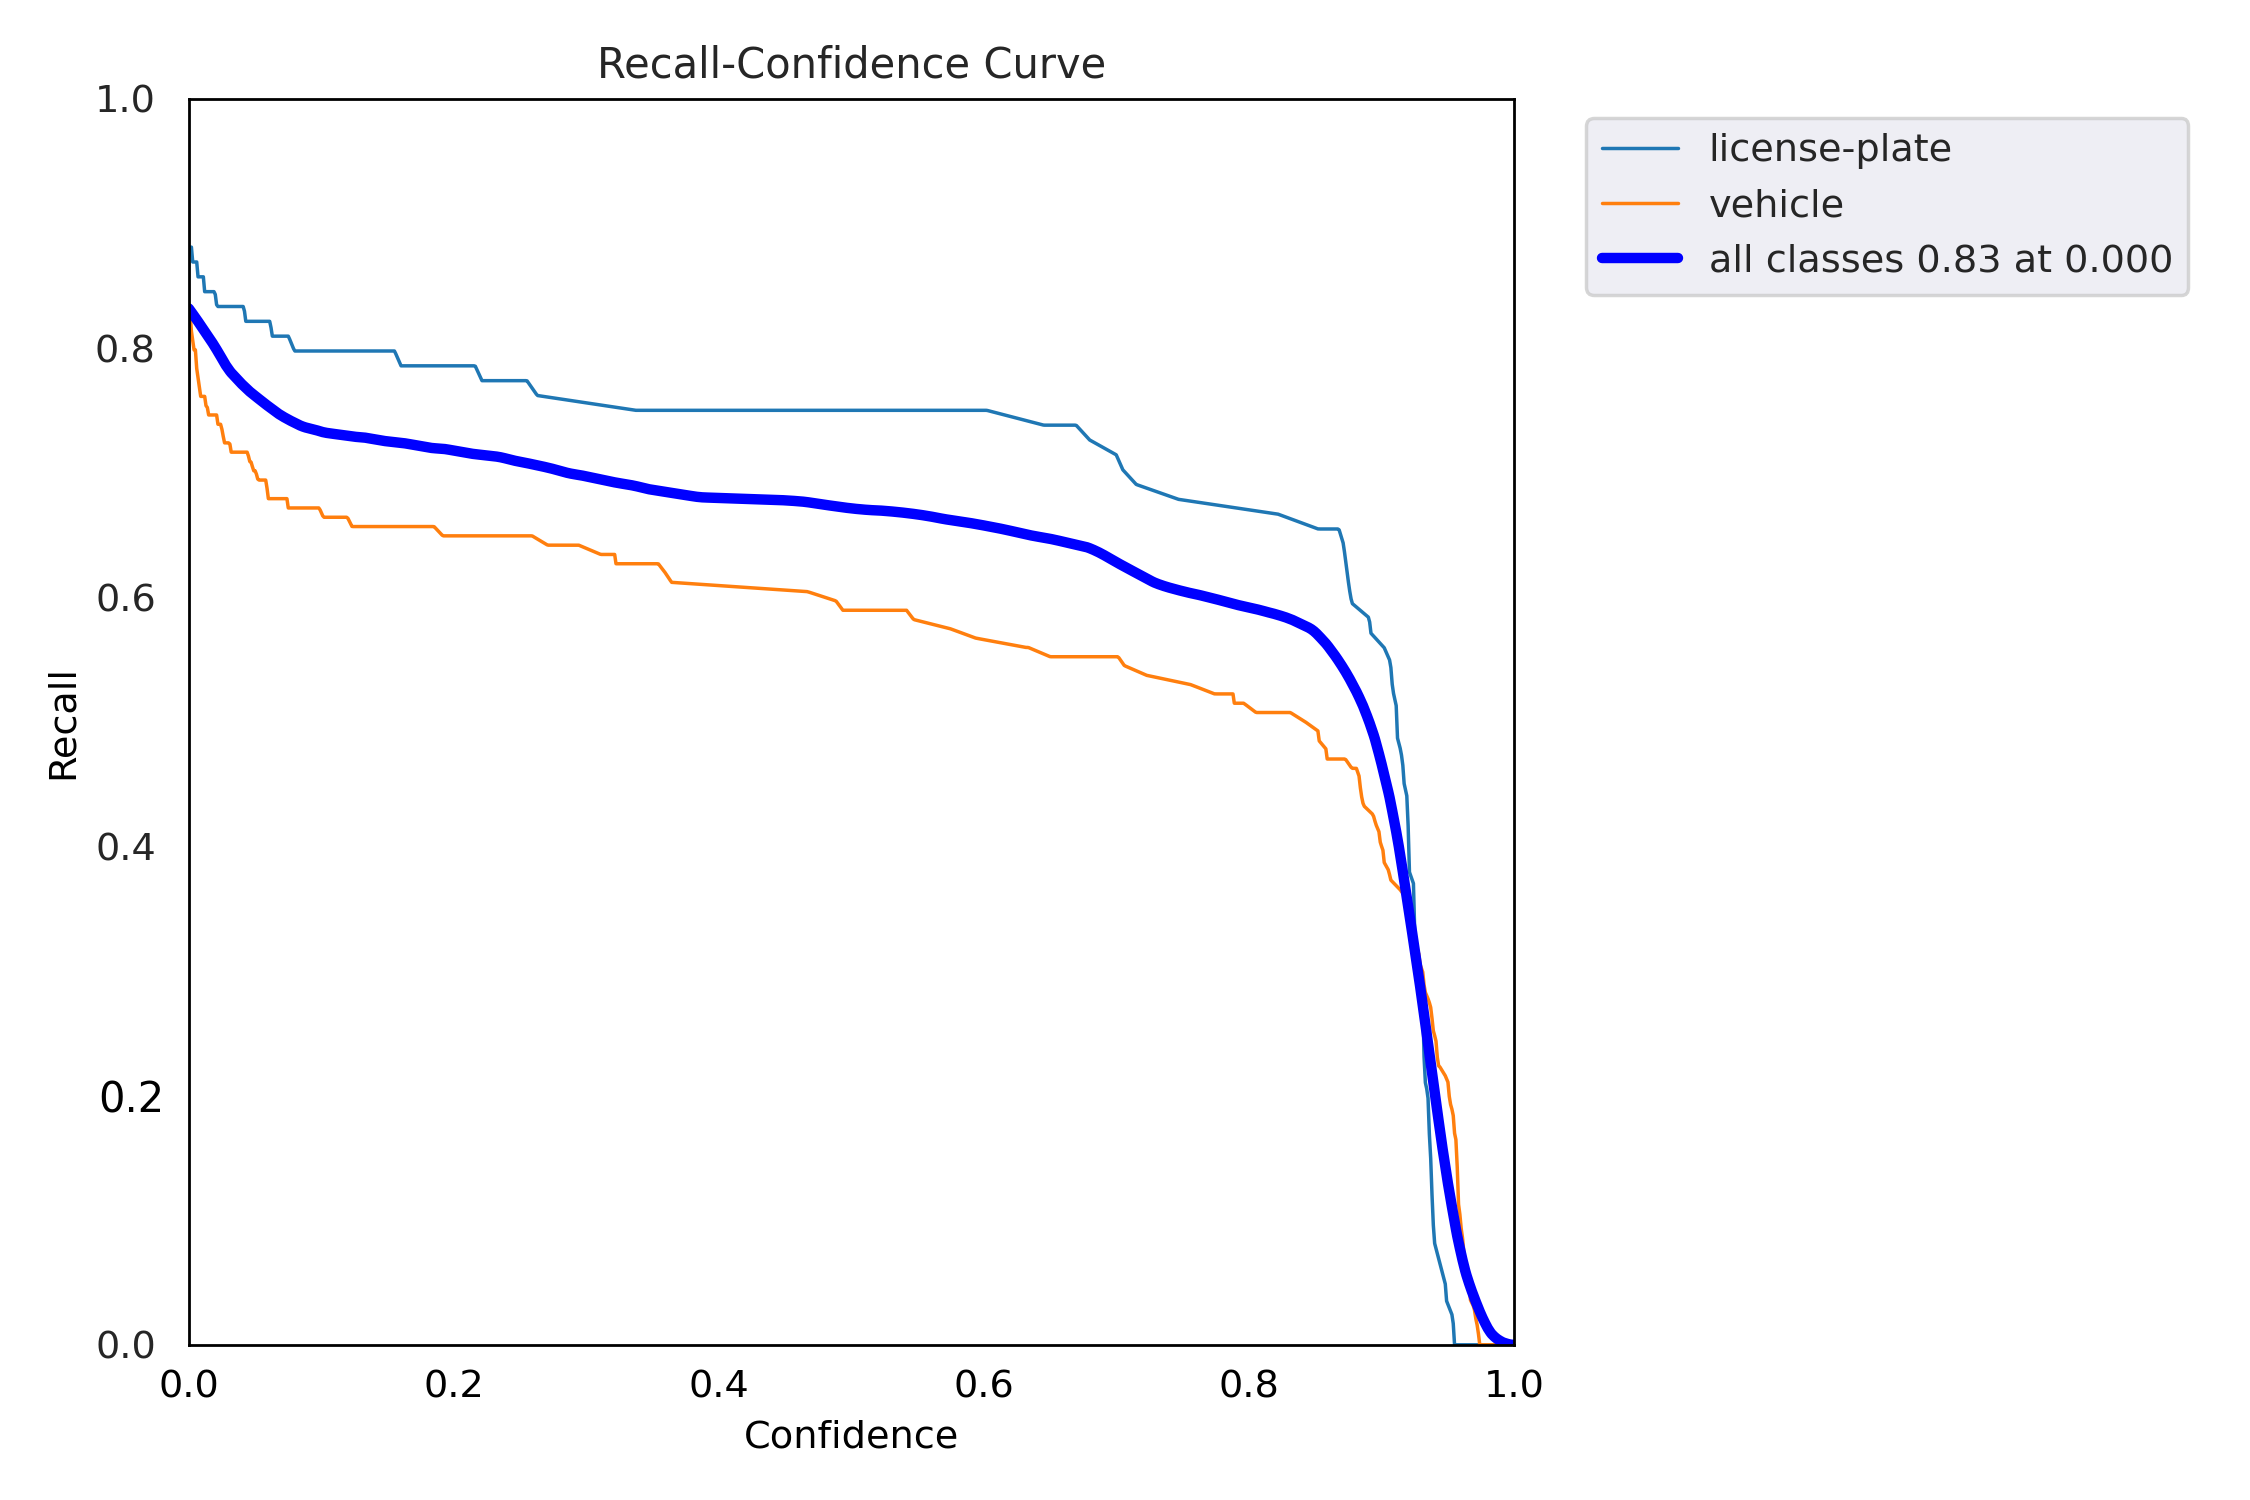 Recall-Confidence Curve
1.0
0.8
0.6
0.4
0.2
0.0
Recall
0.0 0.2 0.4 0.6 0.8 1.0
Confidence
license-plate
vehicle
all classes 0.83 at 0.000